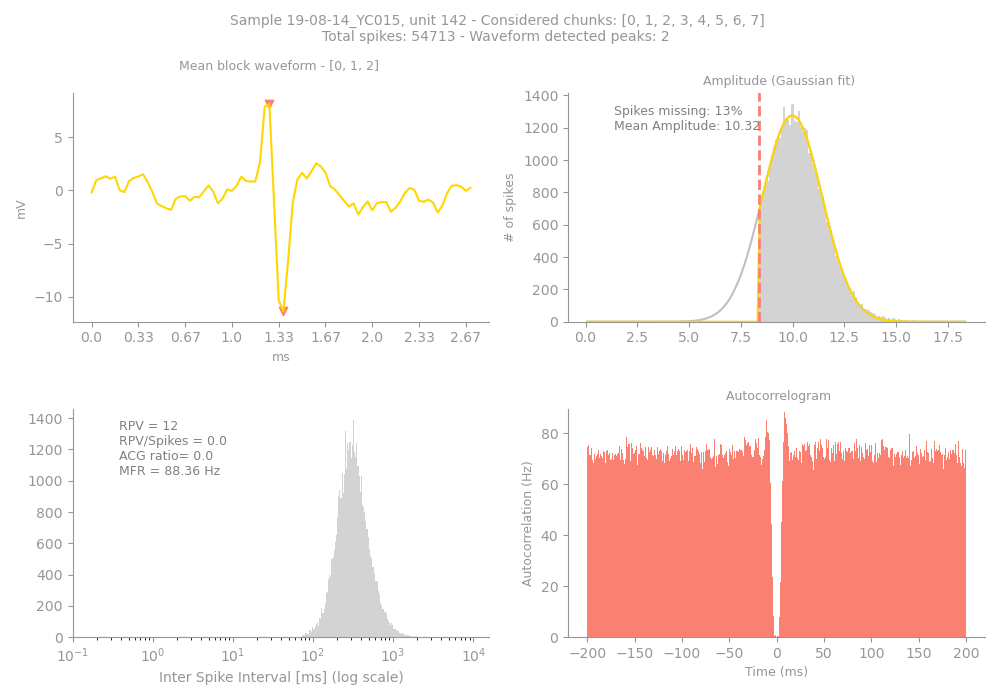 Sample 19-08-14_YC015, unit 142 - Considered chunks: [0, 1, 2, 3, 4, 5, 6, 7]
Total spikes: 54713 - Waveform detected peaks: 2
Mean block waveform - [0, 1, 2]
5
0
−5
−10
mV
0.0 0.33 0.67 1.0 1.33 1.67 2.0 2.33 2.67
ms
Amplitude (Gaussian fit)
Spikes missing: 13%
Mean Amplitude: 10.32
1400
1200
1000
800
600
400
200
0
# of spikes
0.0 2.5 5.0 7.5 10.0 12.5 15.0 17.5
RPV = 12
RPV/Spikes = 0.0
ACG ratio= 0.0
MFR = 88.36 Hz
1400
1200
1000
800
600
400
200
0
10⁻¹ 10⁰ 10¹ 10² 10³ 10⁴
Inter Spike Interval [ms] (log scale)
Autocorrelogram
80
60
40
20
0
Autocorrelation (Hz)
−200 −150 −100 −50 0 50 100 150 200
Time (ms)